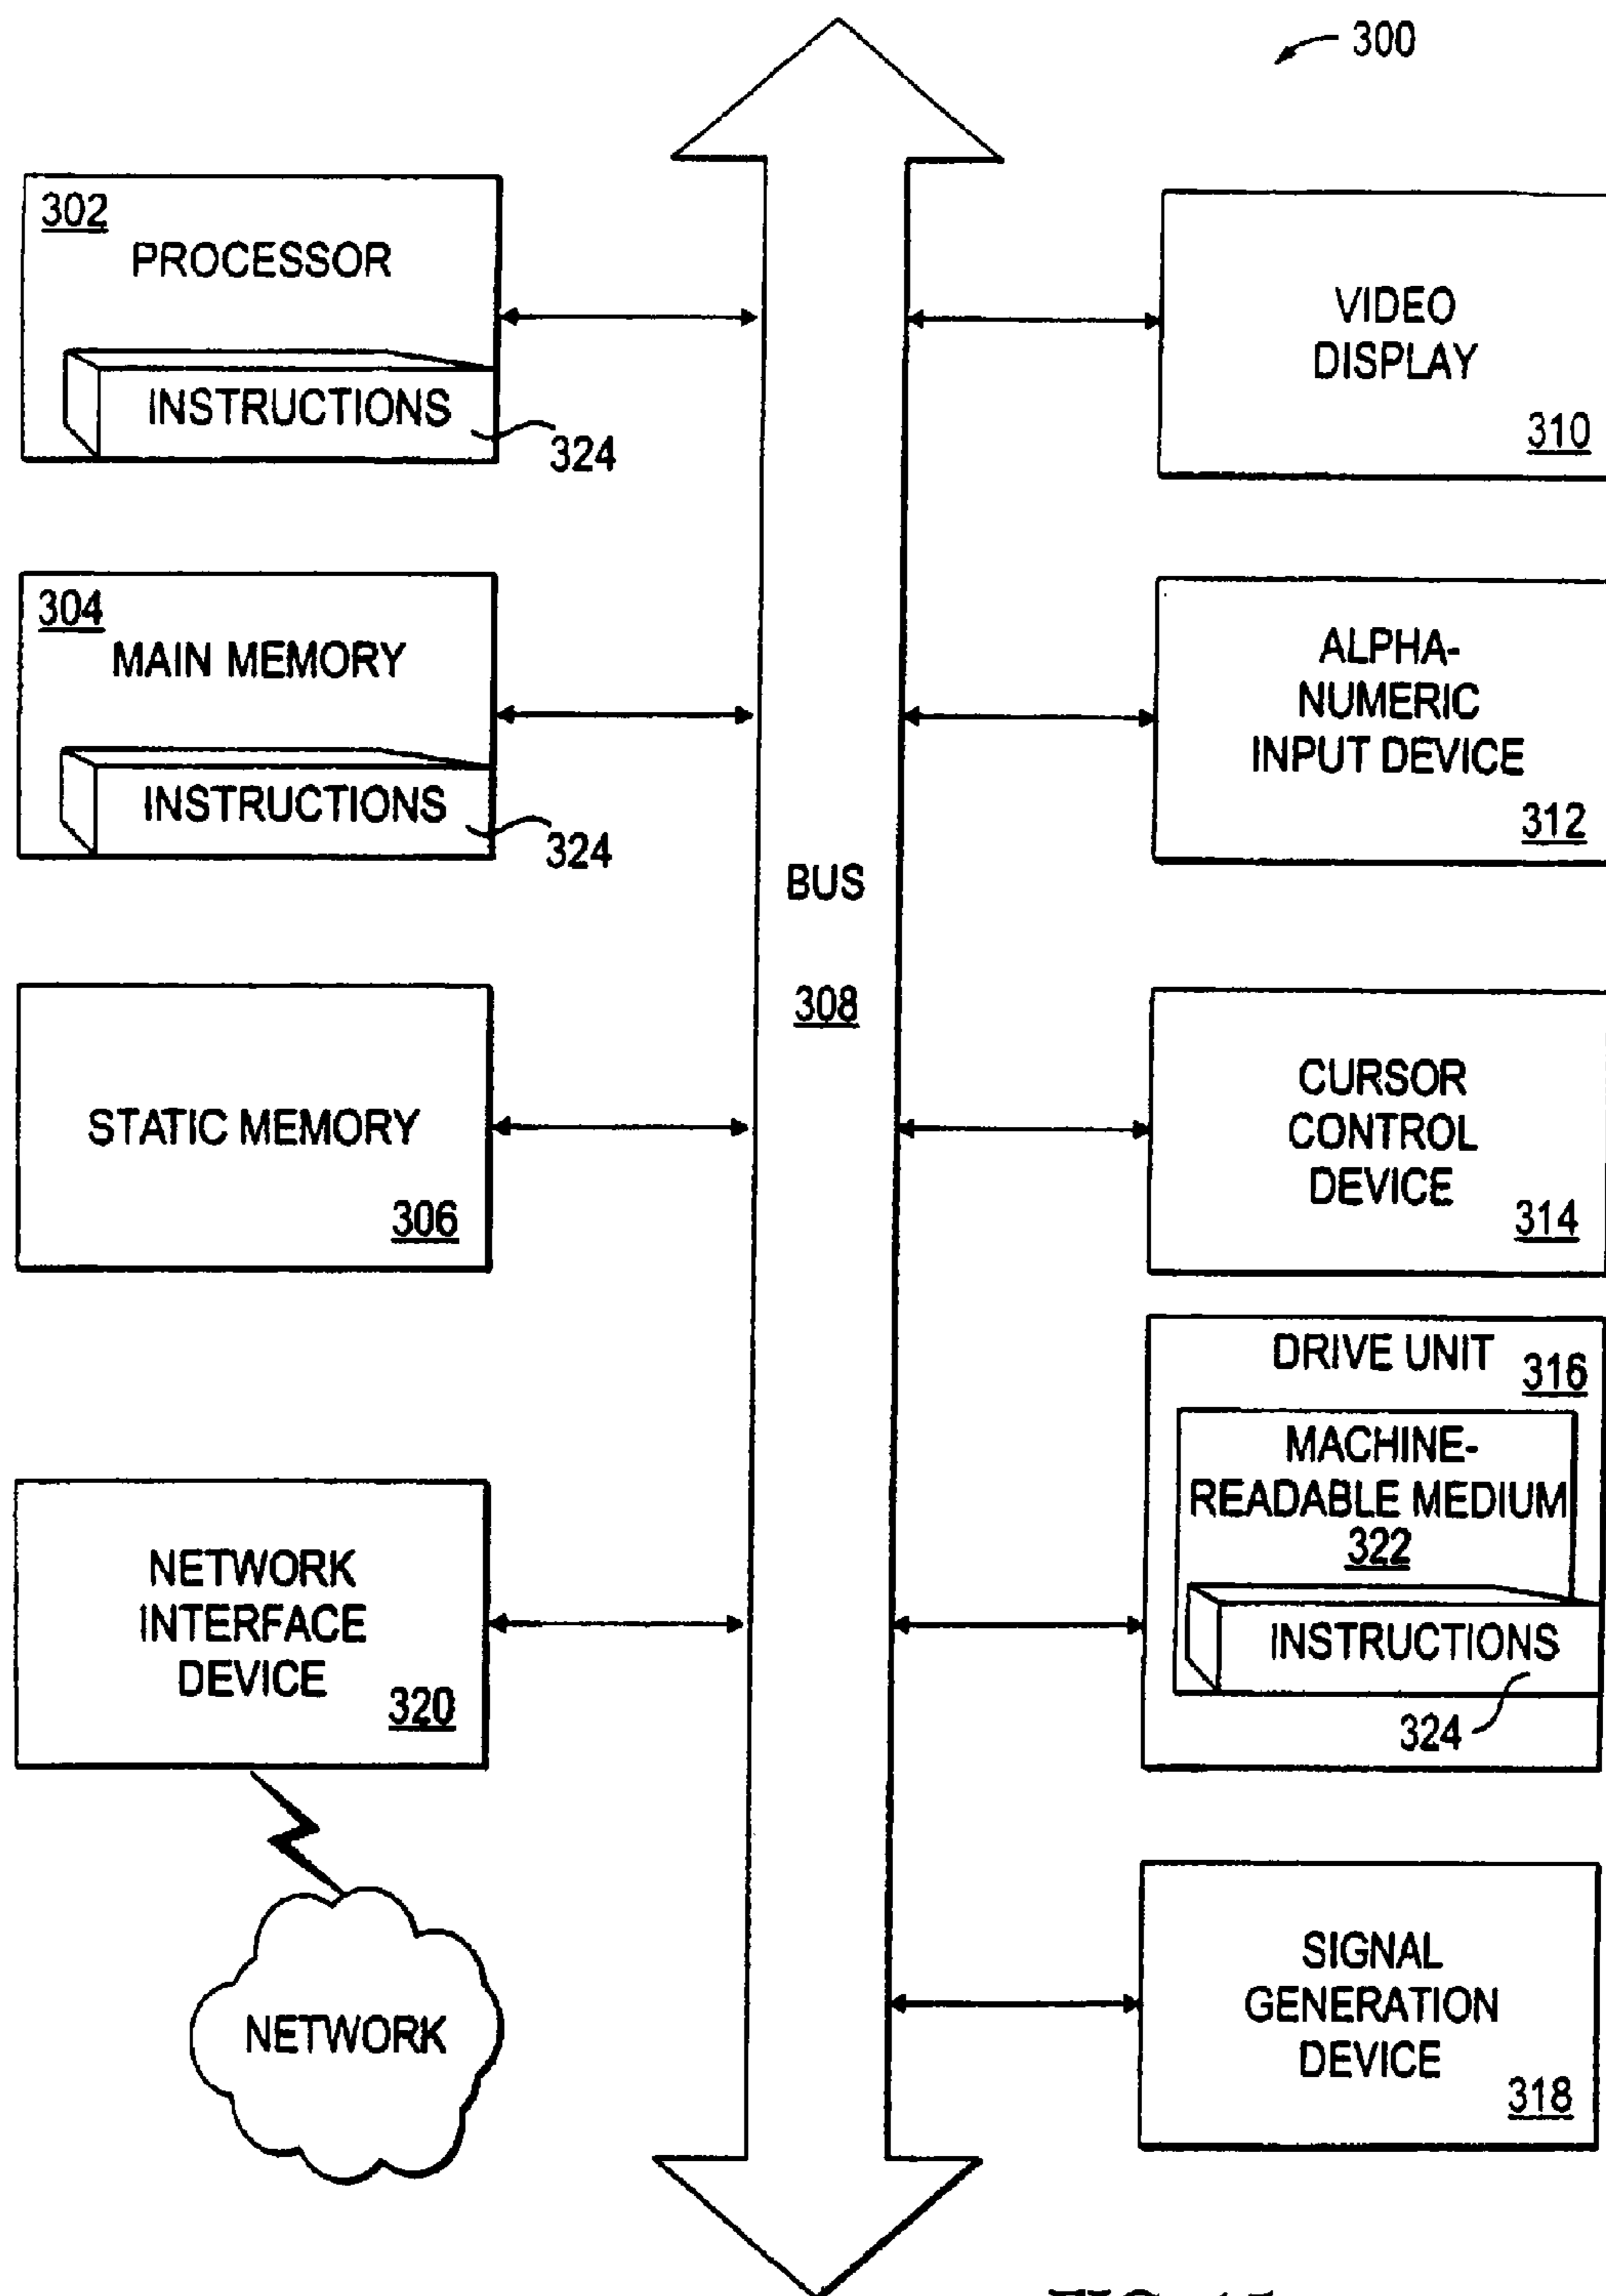 300
302
PROCESSOR
INSTRUCTIONS
324
304
MAIN MEMORY
INSTRUCTIONS
324
STATIC MEMORY
306
NETWORK
INTERFACE
DEVICE
320
NETWORK
BUS
308
VIDEO
DISPLAY
310
ALPHA-
NUMERIC
INPUT DEVICE
312
CURSOR
CONTROL
DEVICE
314
DRIVE UNIT
316
MACHINE-
READABLE MEDIUM
322
INSTRUCTIONS
324
SIGNAL
GENERATION
DEVICE
318